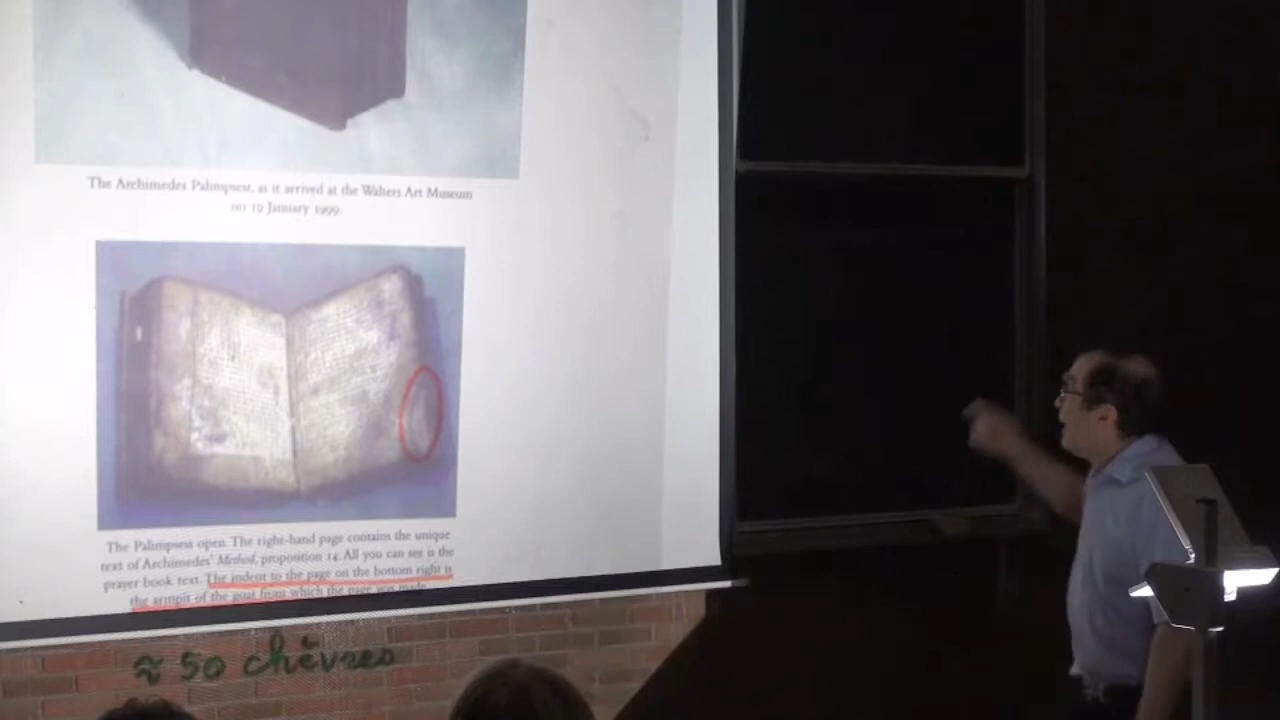 The Archimedes Palimpsest, as it arrived at the Walters Art Museum
on 19 January 1999.
The Palimpsest open. The right-hand page contains the unique
text of Archimedes' Method, proposition 14. All you can see is the
prayer book text. The indent to the page on the bottom right is
the armpit of the goat from which the page was made.
≈ 50 chèvres